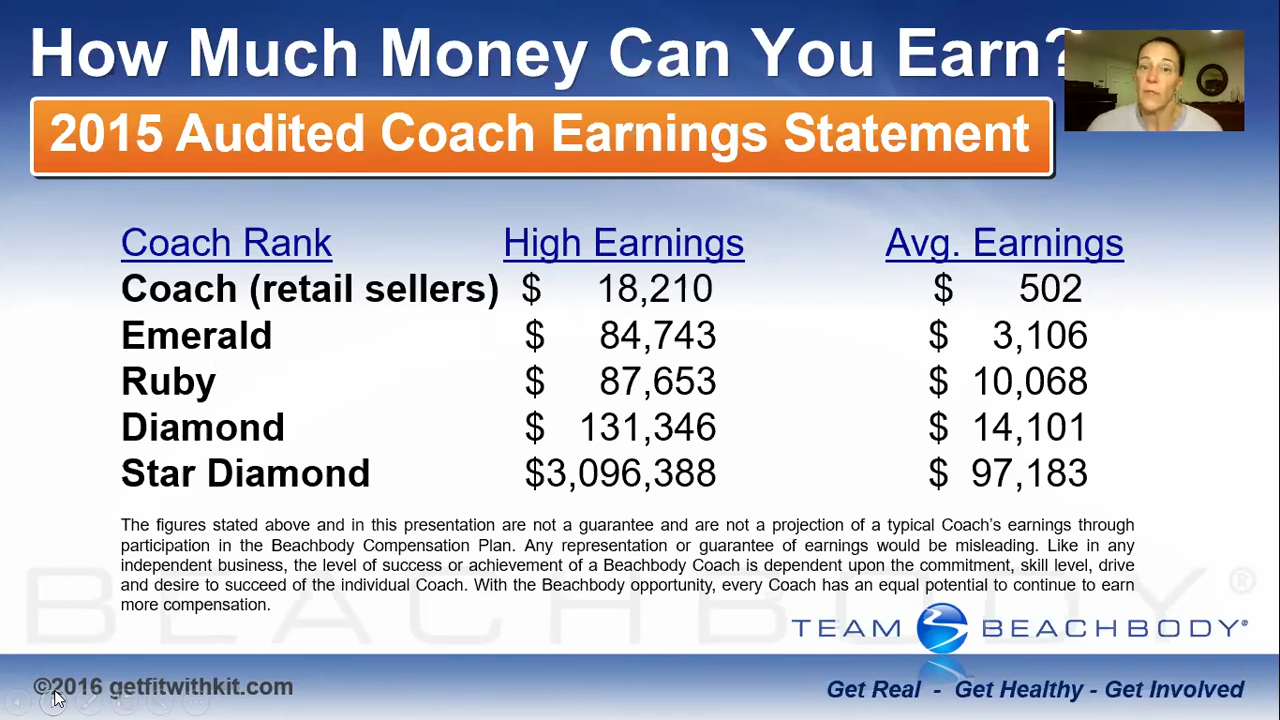 How Much Money Can You Earn?
2015 Audited Coach Earnings Statement
Coach Rank High Earnings Avg. Earnings
Coach (retail sellers) $ 18,210 $ 502
Emerald $ 84,743 $ 3,106
Ruby $ 87,653 $ 10,068
Diamond $ 131,346 $ 14,101
Star Diamond $3,096,388 $ 97,183
The figures stated above and in this presentation are not a guarantee and are not a projection of a typical Coach's earnings through
participation in the Beachbody Compensation Plan. Any representation or guarantee of earnings would be misleading. Like in any
independent business, the level of success or achievement of a Beachbody Coach is dependent upon the commitment, skill level, drive
and desire to succeed of the individual Coach. With the Beachbody opportunity, every Coach has an equal potential to continue to earn
more compensation.
BEACHBODY®
TEAM BEACHBODY®
©2016 getfitwithkit.com
Get Real - Get Healthy - Get Involved